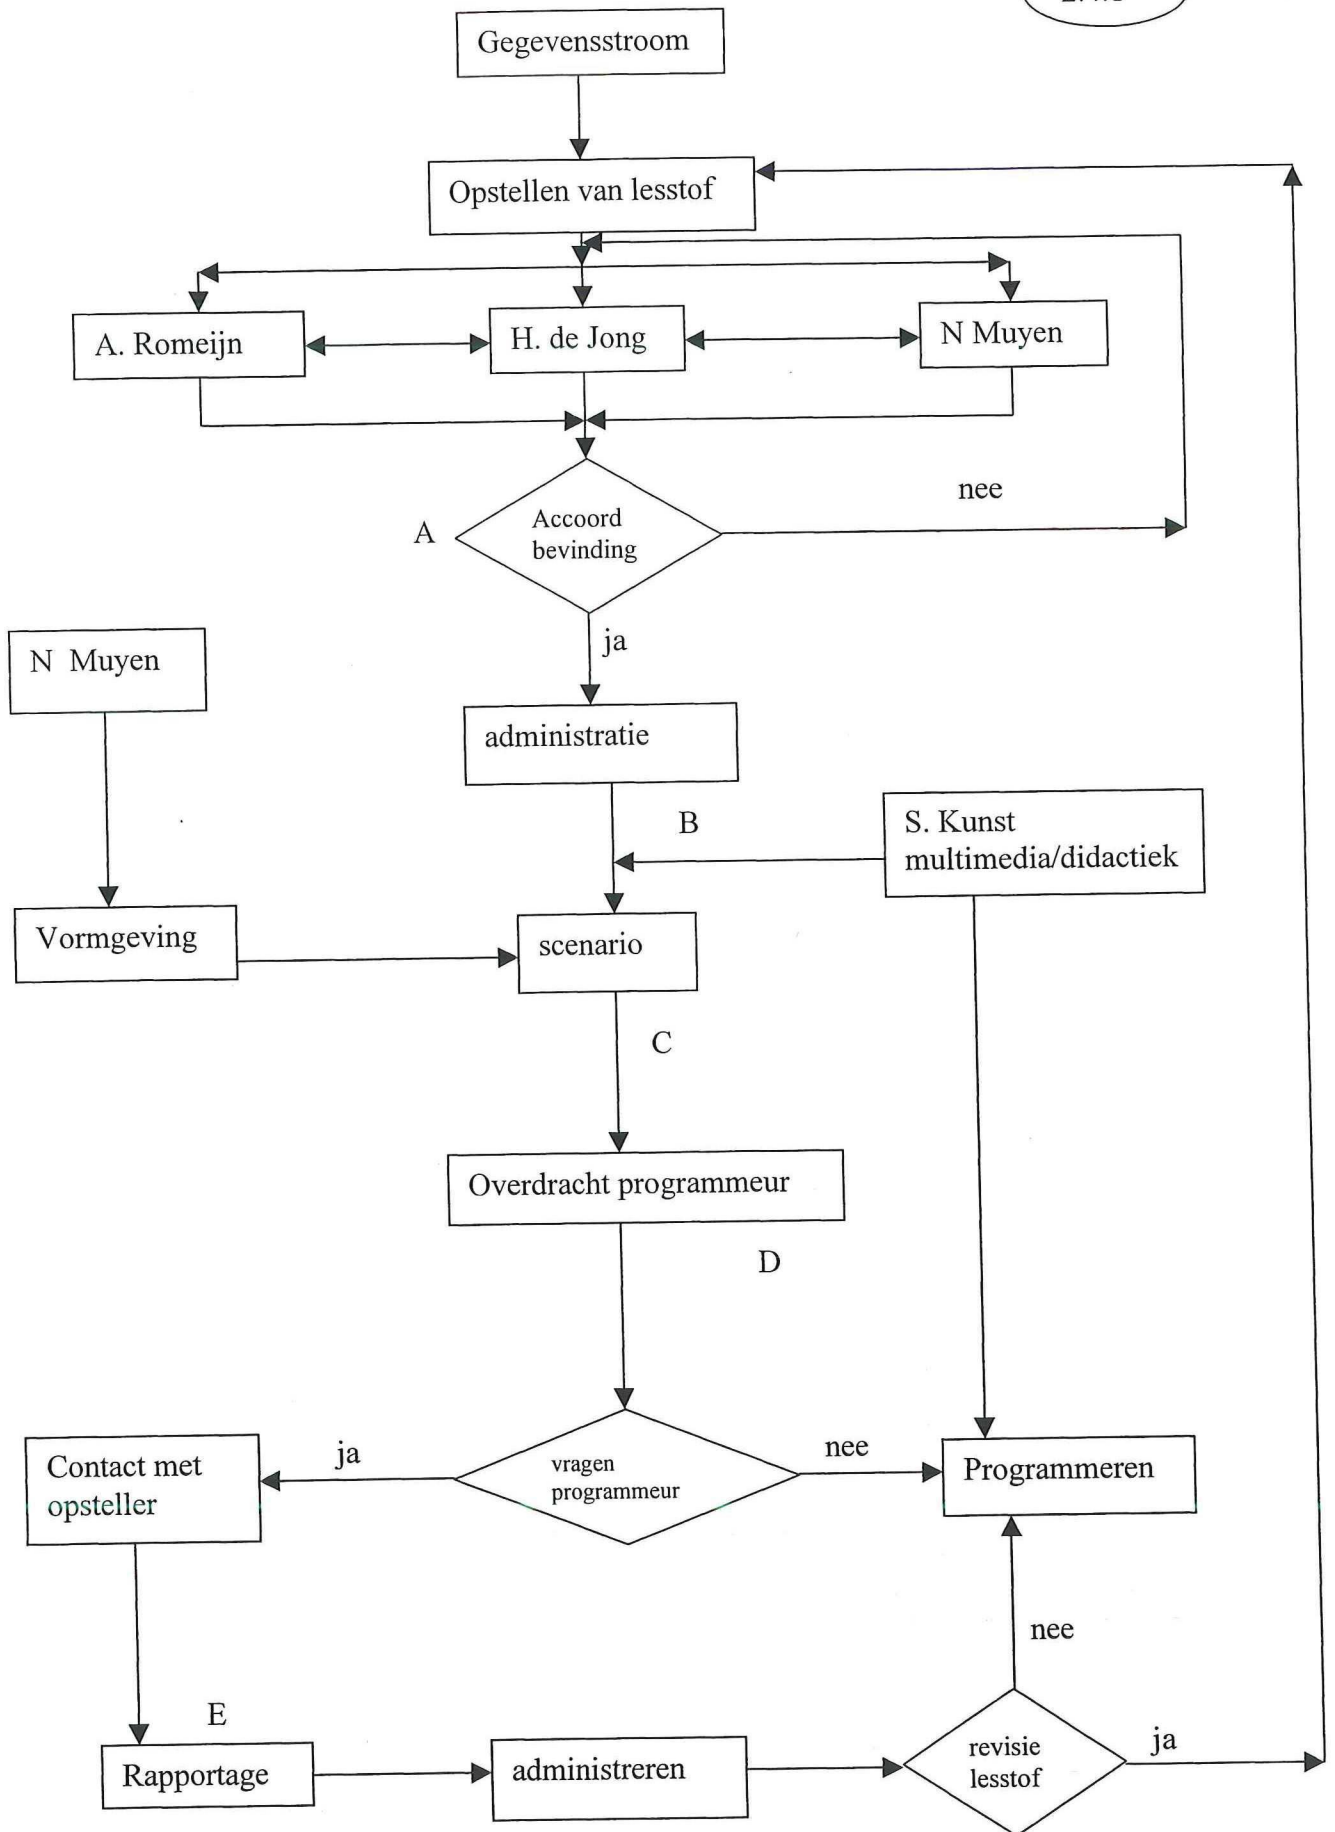 Gegevensstroom
Opstellen van lesstof
A. Romeijn
H. de Jong
N Muyen
nee
A
Accoord
bevinding
ja
N Muyen
administratie
B
S. Kunst
multimedia/didactiek
Vormgeving
scenario
C
Overdracht programmeur
D
Contact met
opsteller
ja
vragen
programmeur
nee
Programmeren
nee
E
Rapportage
administreren
revisie
lesstof
ja